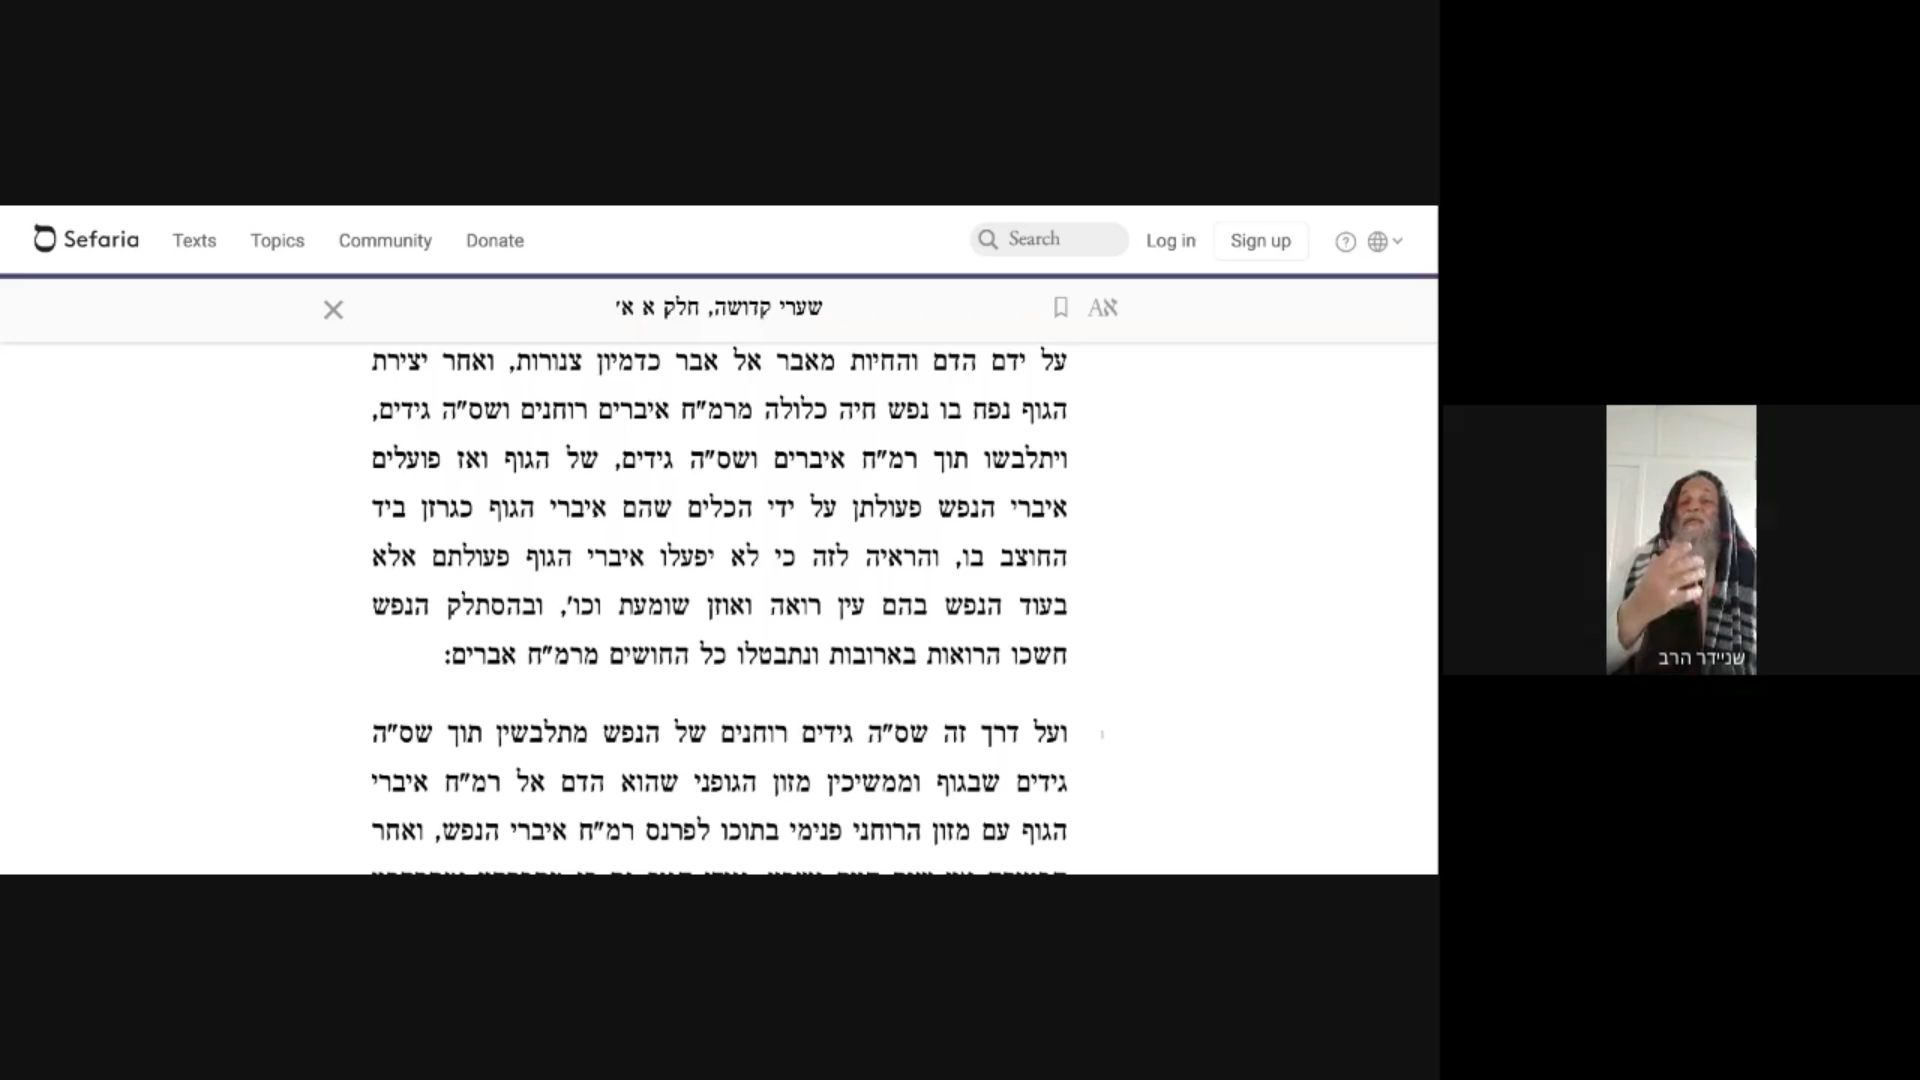 Sefaria Texts Topics Community Donate Search Log in Sign up
שערי קדושה, חלק א א׳ Aא
על ידם הדם והחיות מאבר אל אבר כדמיון צנורות, ואחר יצירת
הגוף נפח בו נפש חיה כלולה מרמ"ח איברים רוחנים ושס"ה גידים,
ויתלבשו תוך רמ"ח איברים ושס"ה גידים, של הגוף ואז פועלים
איברי הנפש פעולתן על ידי הכלים שהם איברי הגוף כגרזן ביד
החוצב בו, והראיה לזה כי לא יפעלו איברי הגוף פעולתם אלא
בעוד הנפש בהם עין רואה ואוזן שומעת וכו', ובהסתלק הנפש
חשכו הרואות בארובות ונתבטלו כל החושים מרמ"ח אברים:
ועל דרך זה שס"ה גידים רוחנים של הנפש מתלבשין תוך שס"ה
גידים שבגוף וממשיכין מזון הגופני שהוא הדם אל רמ"ח איברי
הגוף עם מזון הרוחני פנימי בתוכו לפרנס רמ"ח איברי הנפש, ואחר
שניידר הרב